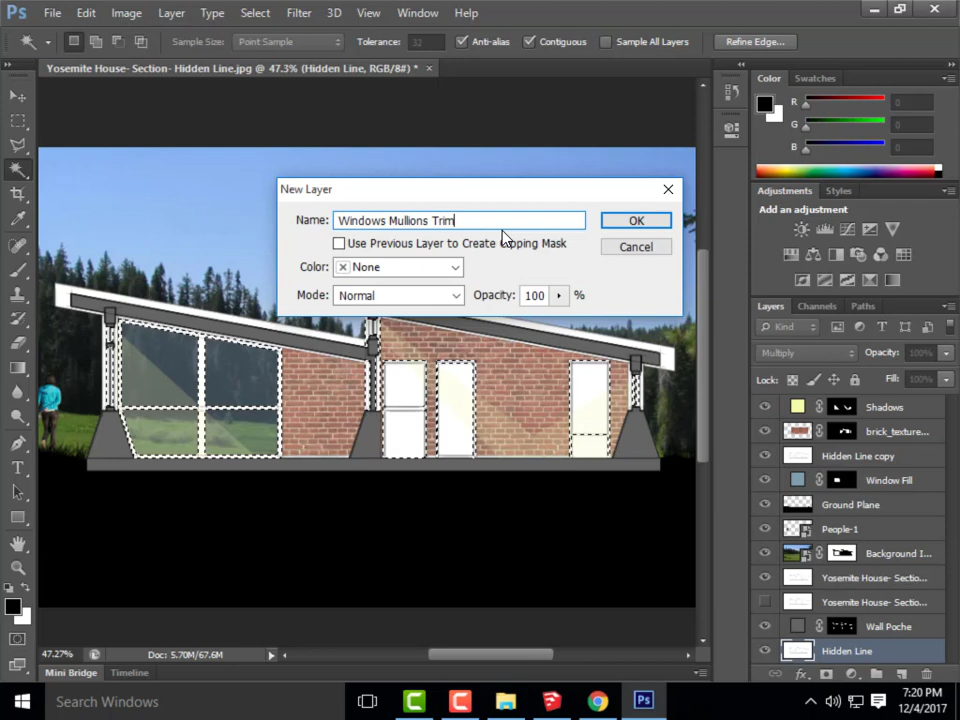 Ps File Edit Image Layer Type Select Filter 3D View Window Help
Sample Size: Point Sample Tolerance: 32 Anti-alias Contiguous Sample All Layers Refine Edge...
Yosemite House- Section- Hidden Line.jpg @ 47.3% (Hidden Line, RGB/8#) * ×
Color Swatches
R 0
G 0
B 0
Adjustments Styles
Add an adjustment
New Layer
Name: Windows Mullions Trim OK
Use Previous Layer to Create Clipping Mask Cancel
Color: None
Mode: Normal Opacity: 100 %
Layers Channels Paths
Kind
Multiply Opacity: 100%
Lock: Fill: 100%
Shadows
brick_texture...
Hidden Line copy
Window Fill
Ground Plane
People-1
Background I...
Yosemite House- Sectio...
Yosemite House- Sectio...
Wall Poche
Hidden Line
47.27% Doc: 5.70M/67.6M
Mini Bridge Timeline
Search Windows
7:20 PM
12/4/2017